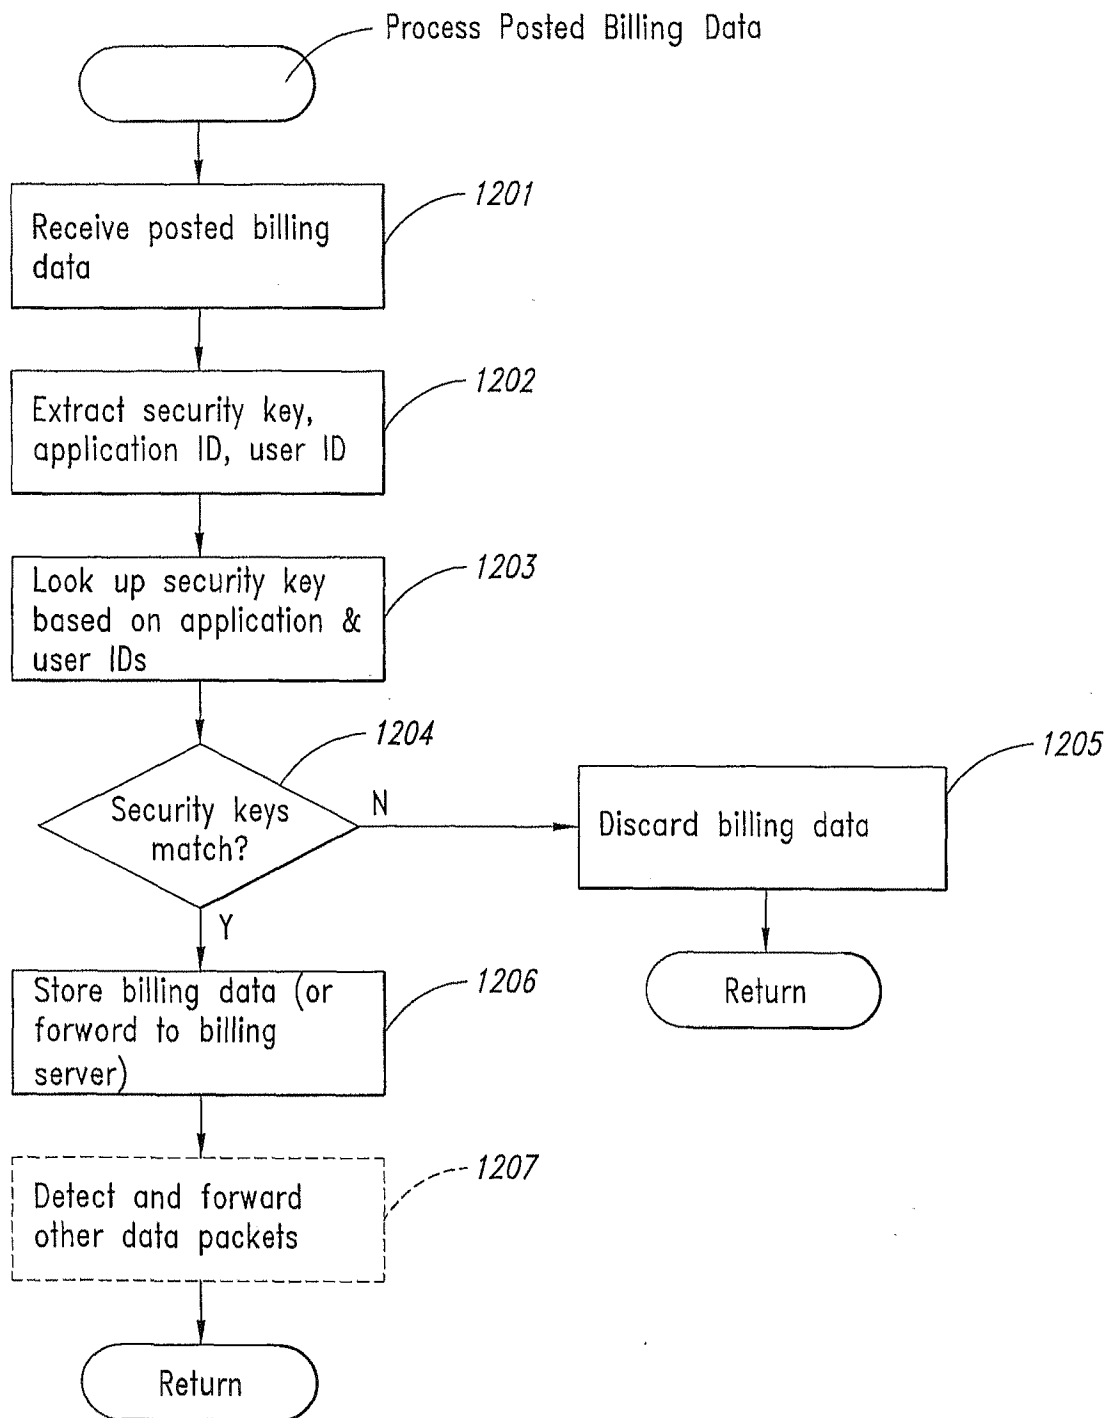 Process Posted Billing Data
1201
Receive posted billing
data
1202
Extract security key,
application ID, user ID
1203
Look up security key
based on application &
user IDs
1204
Security keys
match?
N
1205
Discard billing data
Return
Y
1206
Store billing data (or
forword to billing
server)
1207
Detect and forward
other data packets
Return